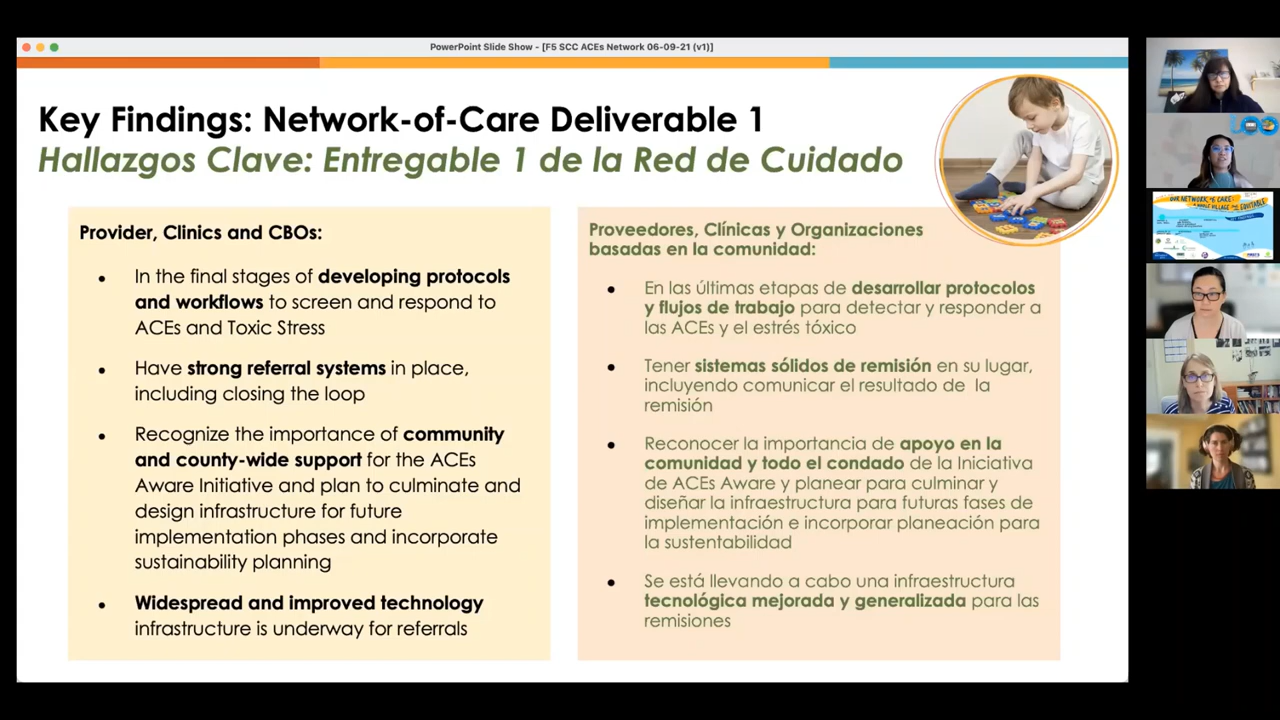 PowerPoint Slide Show - [F5 SCC ACEs Network 06-09-21 (v1)]
Key Findings: Network-of-Care Deliverable 1
Hallazgos Clave: Entregable 1 de la Red de Cuidado
Provider, Clinics and CBOs:
• In the final stages of developing protocols
and workflows to screen and respond to
ACEs and Toxic Stress
• Have strong referral systems in place,
including closing the loop
• Recognize the importance of community
and county-wide support for the ACEs
Aware Initiative and plan to culminate and
design infrastructure for future
implementation phases and incorporate
sustainability planning
• Widespread and improved technology
infrastructure is underway for referrals
Proveedores, Clínicas y Organizaciones
basadas en la comunidad:
• En las últimas etapas de desarrollar protocolos
y flujos de trabajo para detectar y responder a
las ACEs y el estrés tóxico
• Tener sistemas sólidos de remisión en su lugar,
incluyendo comunicar el resultado de la
remisión
• Reconocer la importancia de apoyo en la
comunidad y todo el condado de la Iniciativa
de ACEs Aware y planear para culminar y
diseñar la infraestructura para futuras fases de
implementación e incorporar planeación para
la sustentabilidad
• Se está llevando a cabo una infraestructura
tecnológica mejorada y generalizada para las
remisiones
OUR NETWORK of CARE
A WHOLE VILLAGE
EQUITABLE